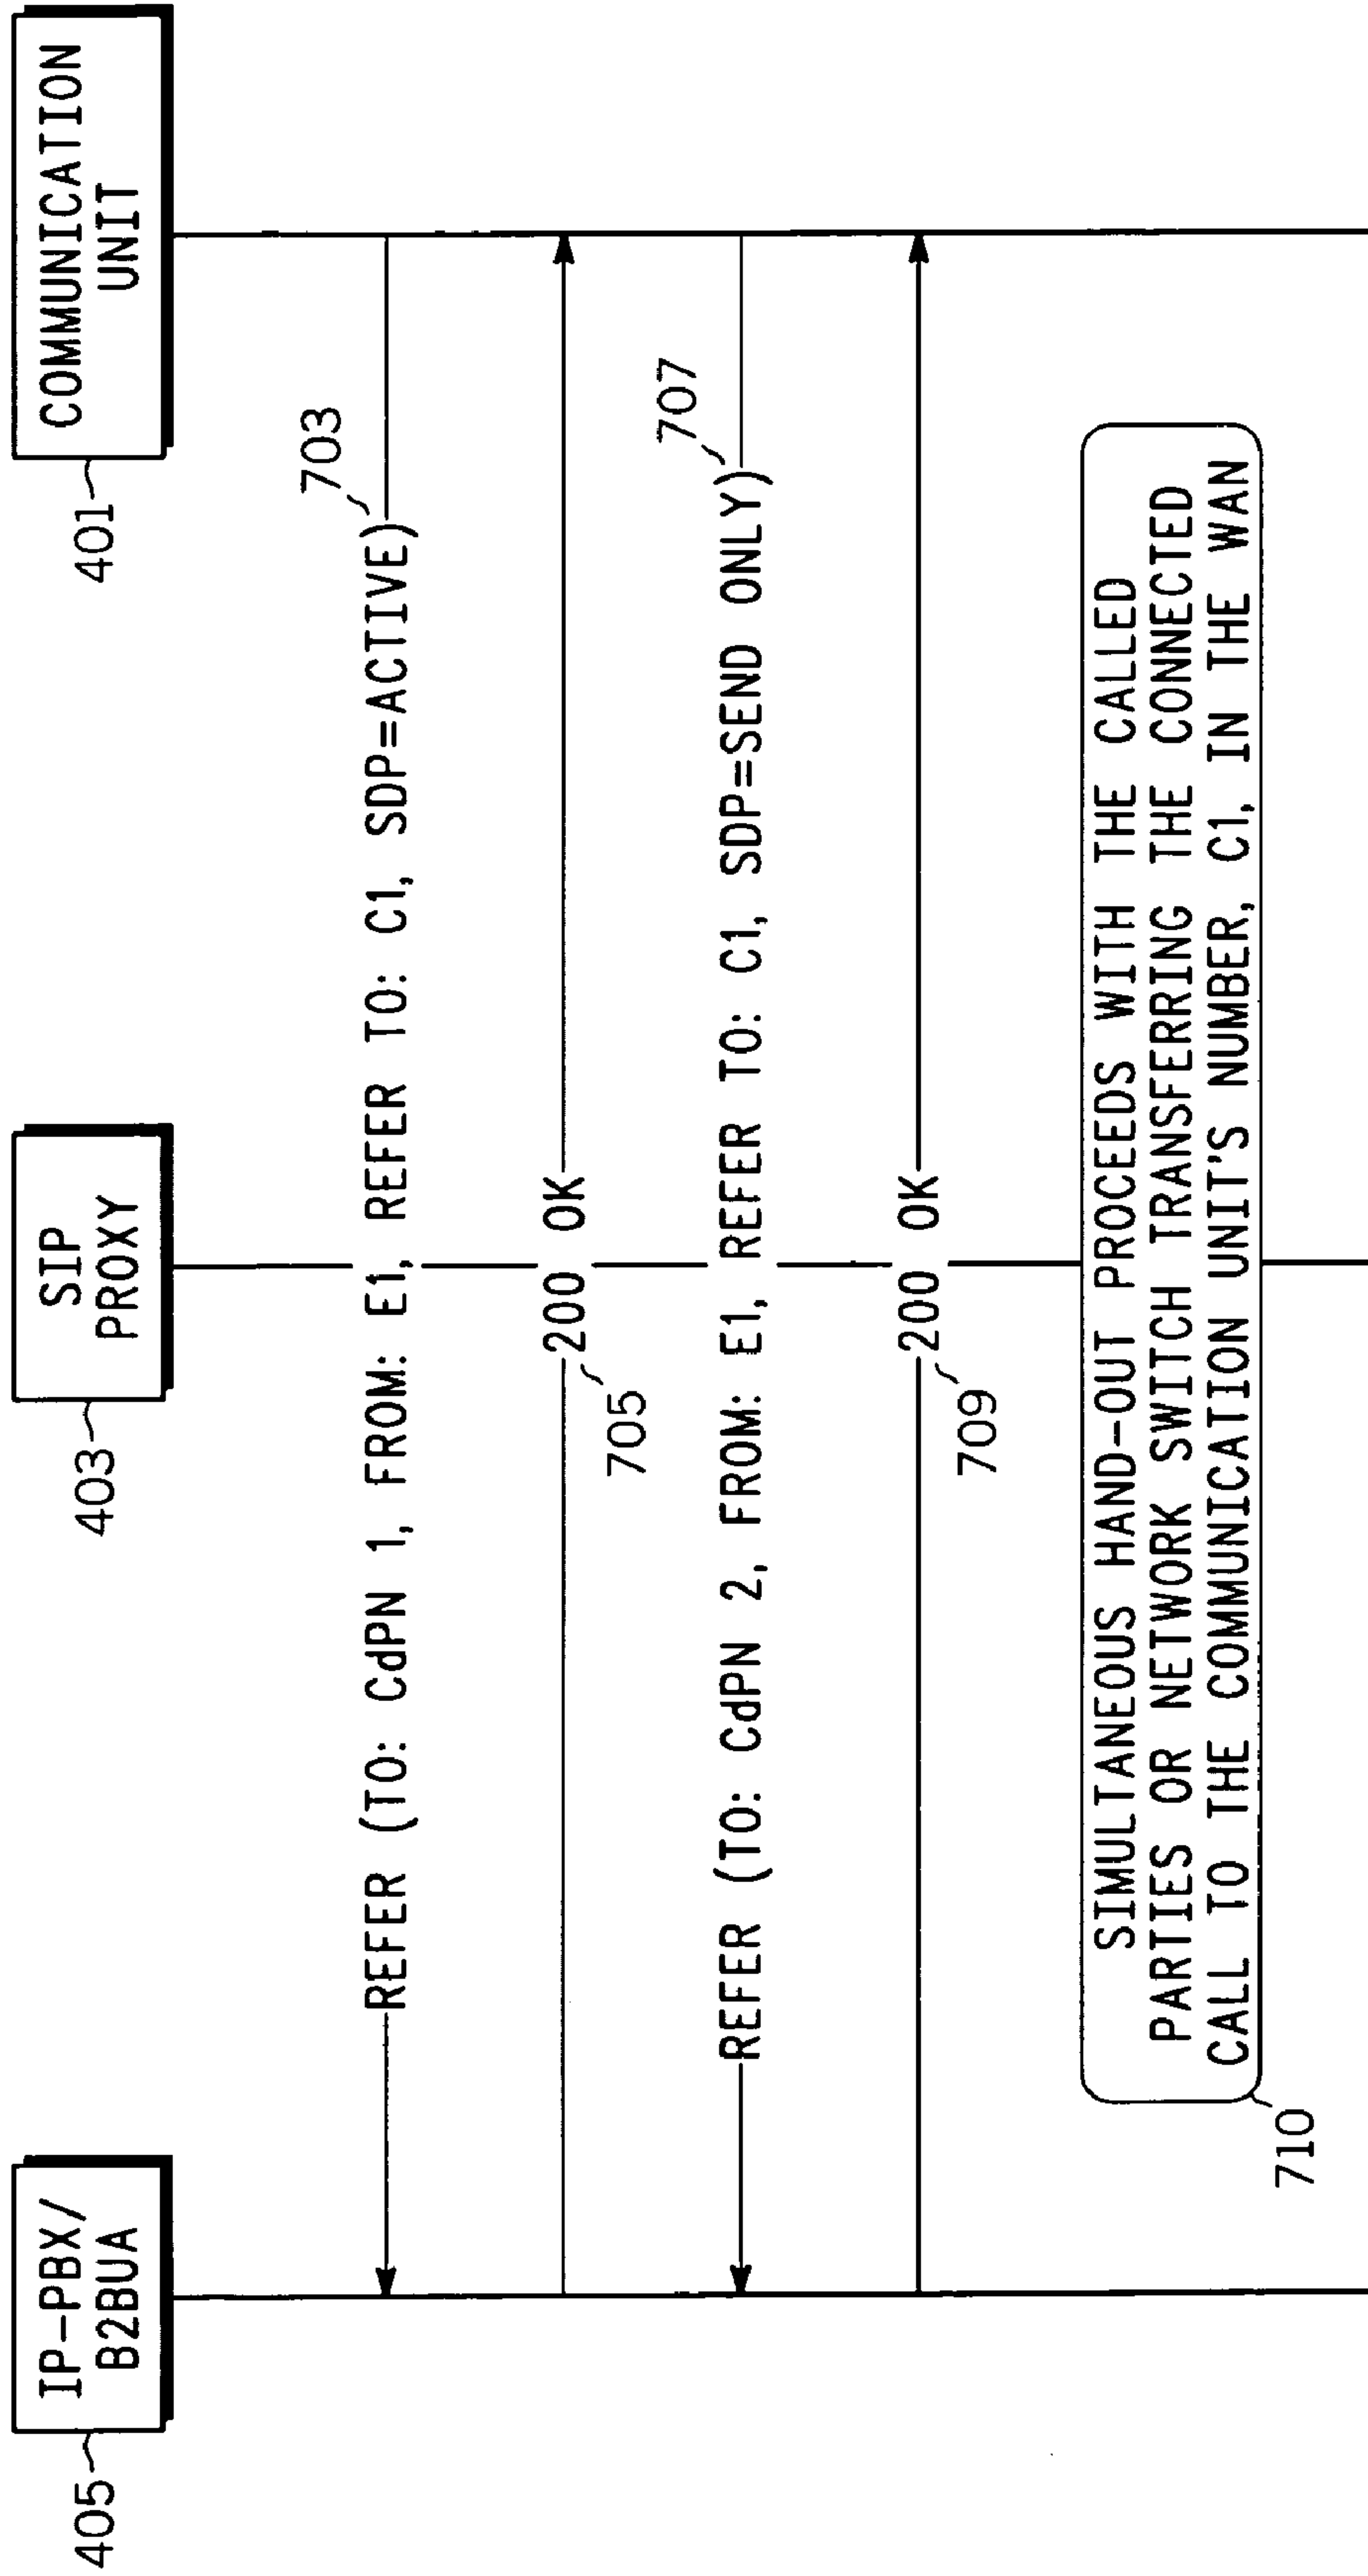 405
IP-PBX/
B2BUA
403
SIP
PROXY
401
COMMUNICATION
UNIT
703
REFER (TO: CdPN 1, FROM: E1, REFER TO: C1, SDP=ACTIVE)
200 OK
705
707
REFER (TO: CdPN 2, FROM: E1, REFER TO: C1, SDP=SEND ONLY)
200 OK
709
SIMULTANEOUS HAND-OUT PROCEEDS WITH THE CALLED
PARTIES OR NETWORK SWITCH TRANSFERRING THE CONNECTED
CALL TO THE COMMUNICATION UNIT'S NUMBER, C1, IN THE WAN
710